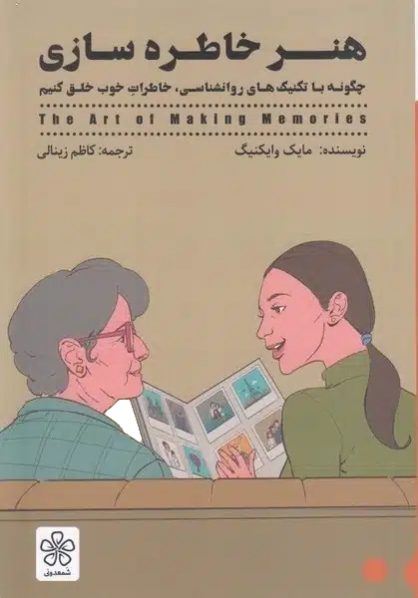 هنر خاطره سازی
چگونه با تکنیک های روانشناسی، خاطراتِ خوب خلق کنیم
The Art of Making Memories
نویسنده: مایک وایکنیگ ترجمه: کاظم زینالی
شمعدونی